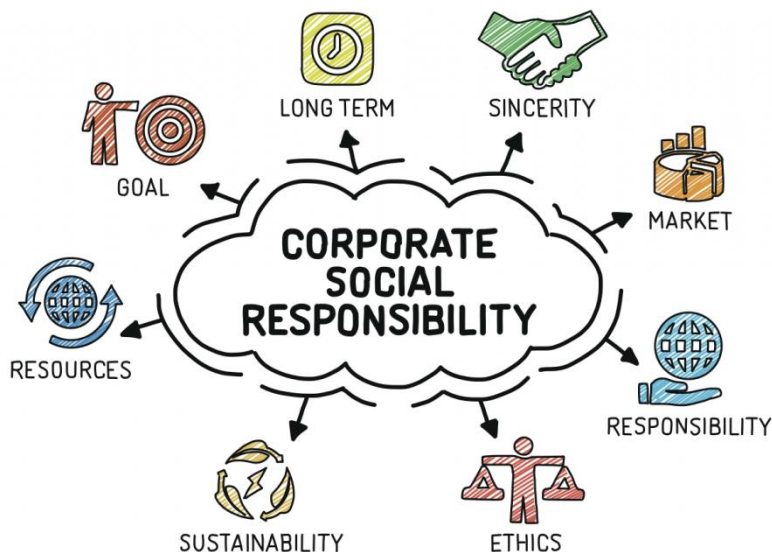 LONG TERM
SINCERITY
GOAL
MARKET
CORPORATE
SOCIAL
RESPONSIBILITY
RESOURCES
RESPONSIBILITY
SUSTAINABILITY
ETHICS